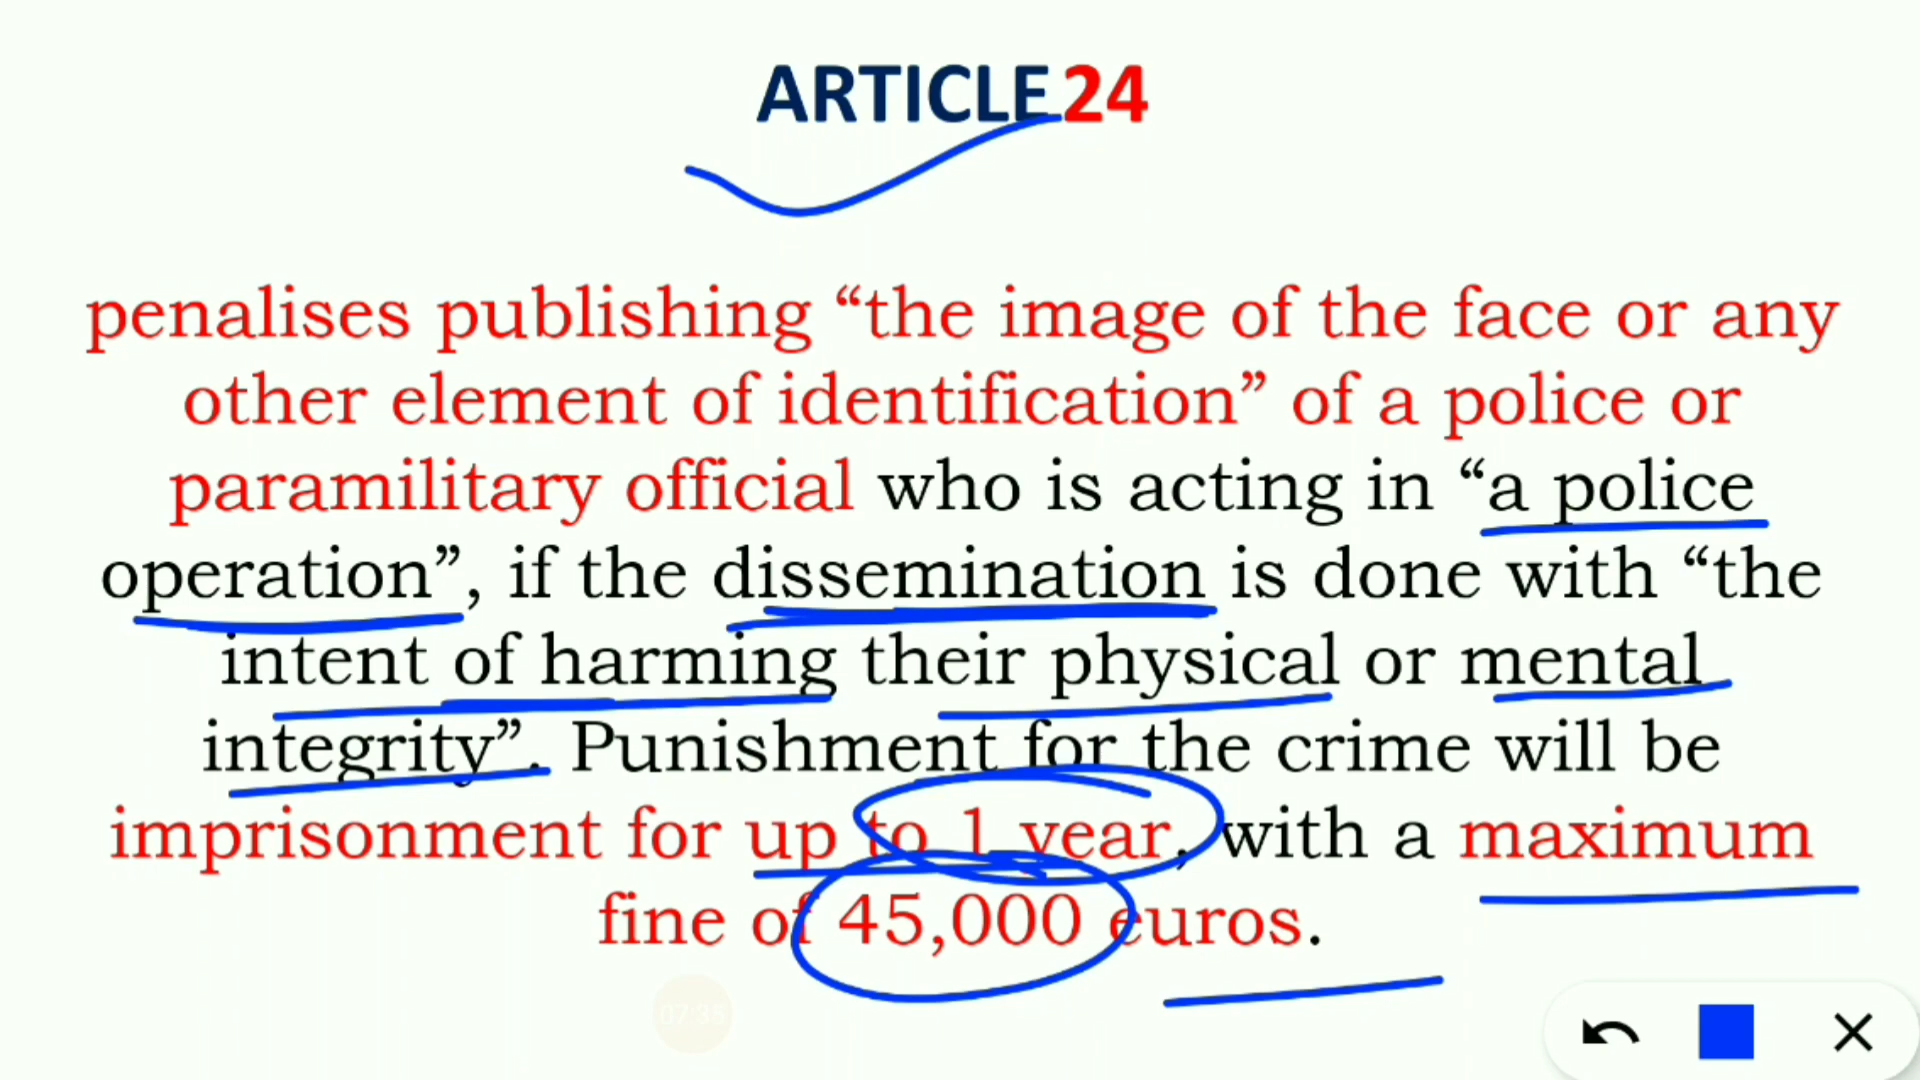 ARTICLE 24
penalises publishing “the image of the face or any
other element of identification” of a police or
paramilitary official who is acting in “a police
operation”, if the dissemination is done with “the
intent of harming their physical or mental
integrity”. Punishment for the crime will be
imprisonment for up to 1 year, with a maximum
fine of 45,000 euros.
07:35